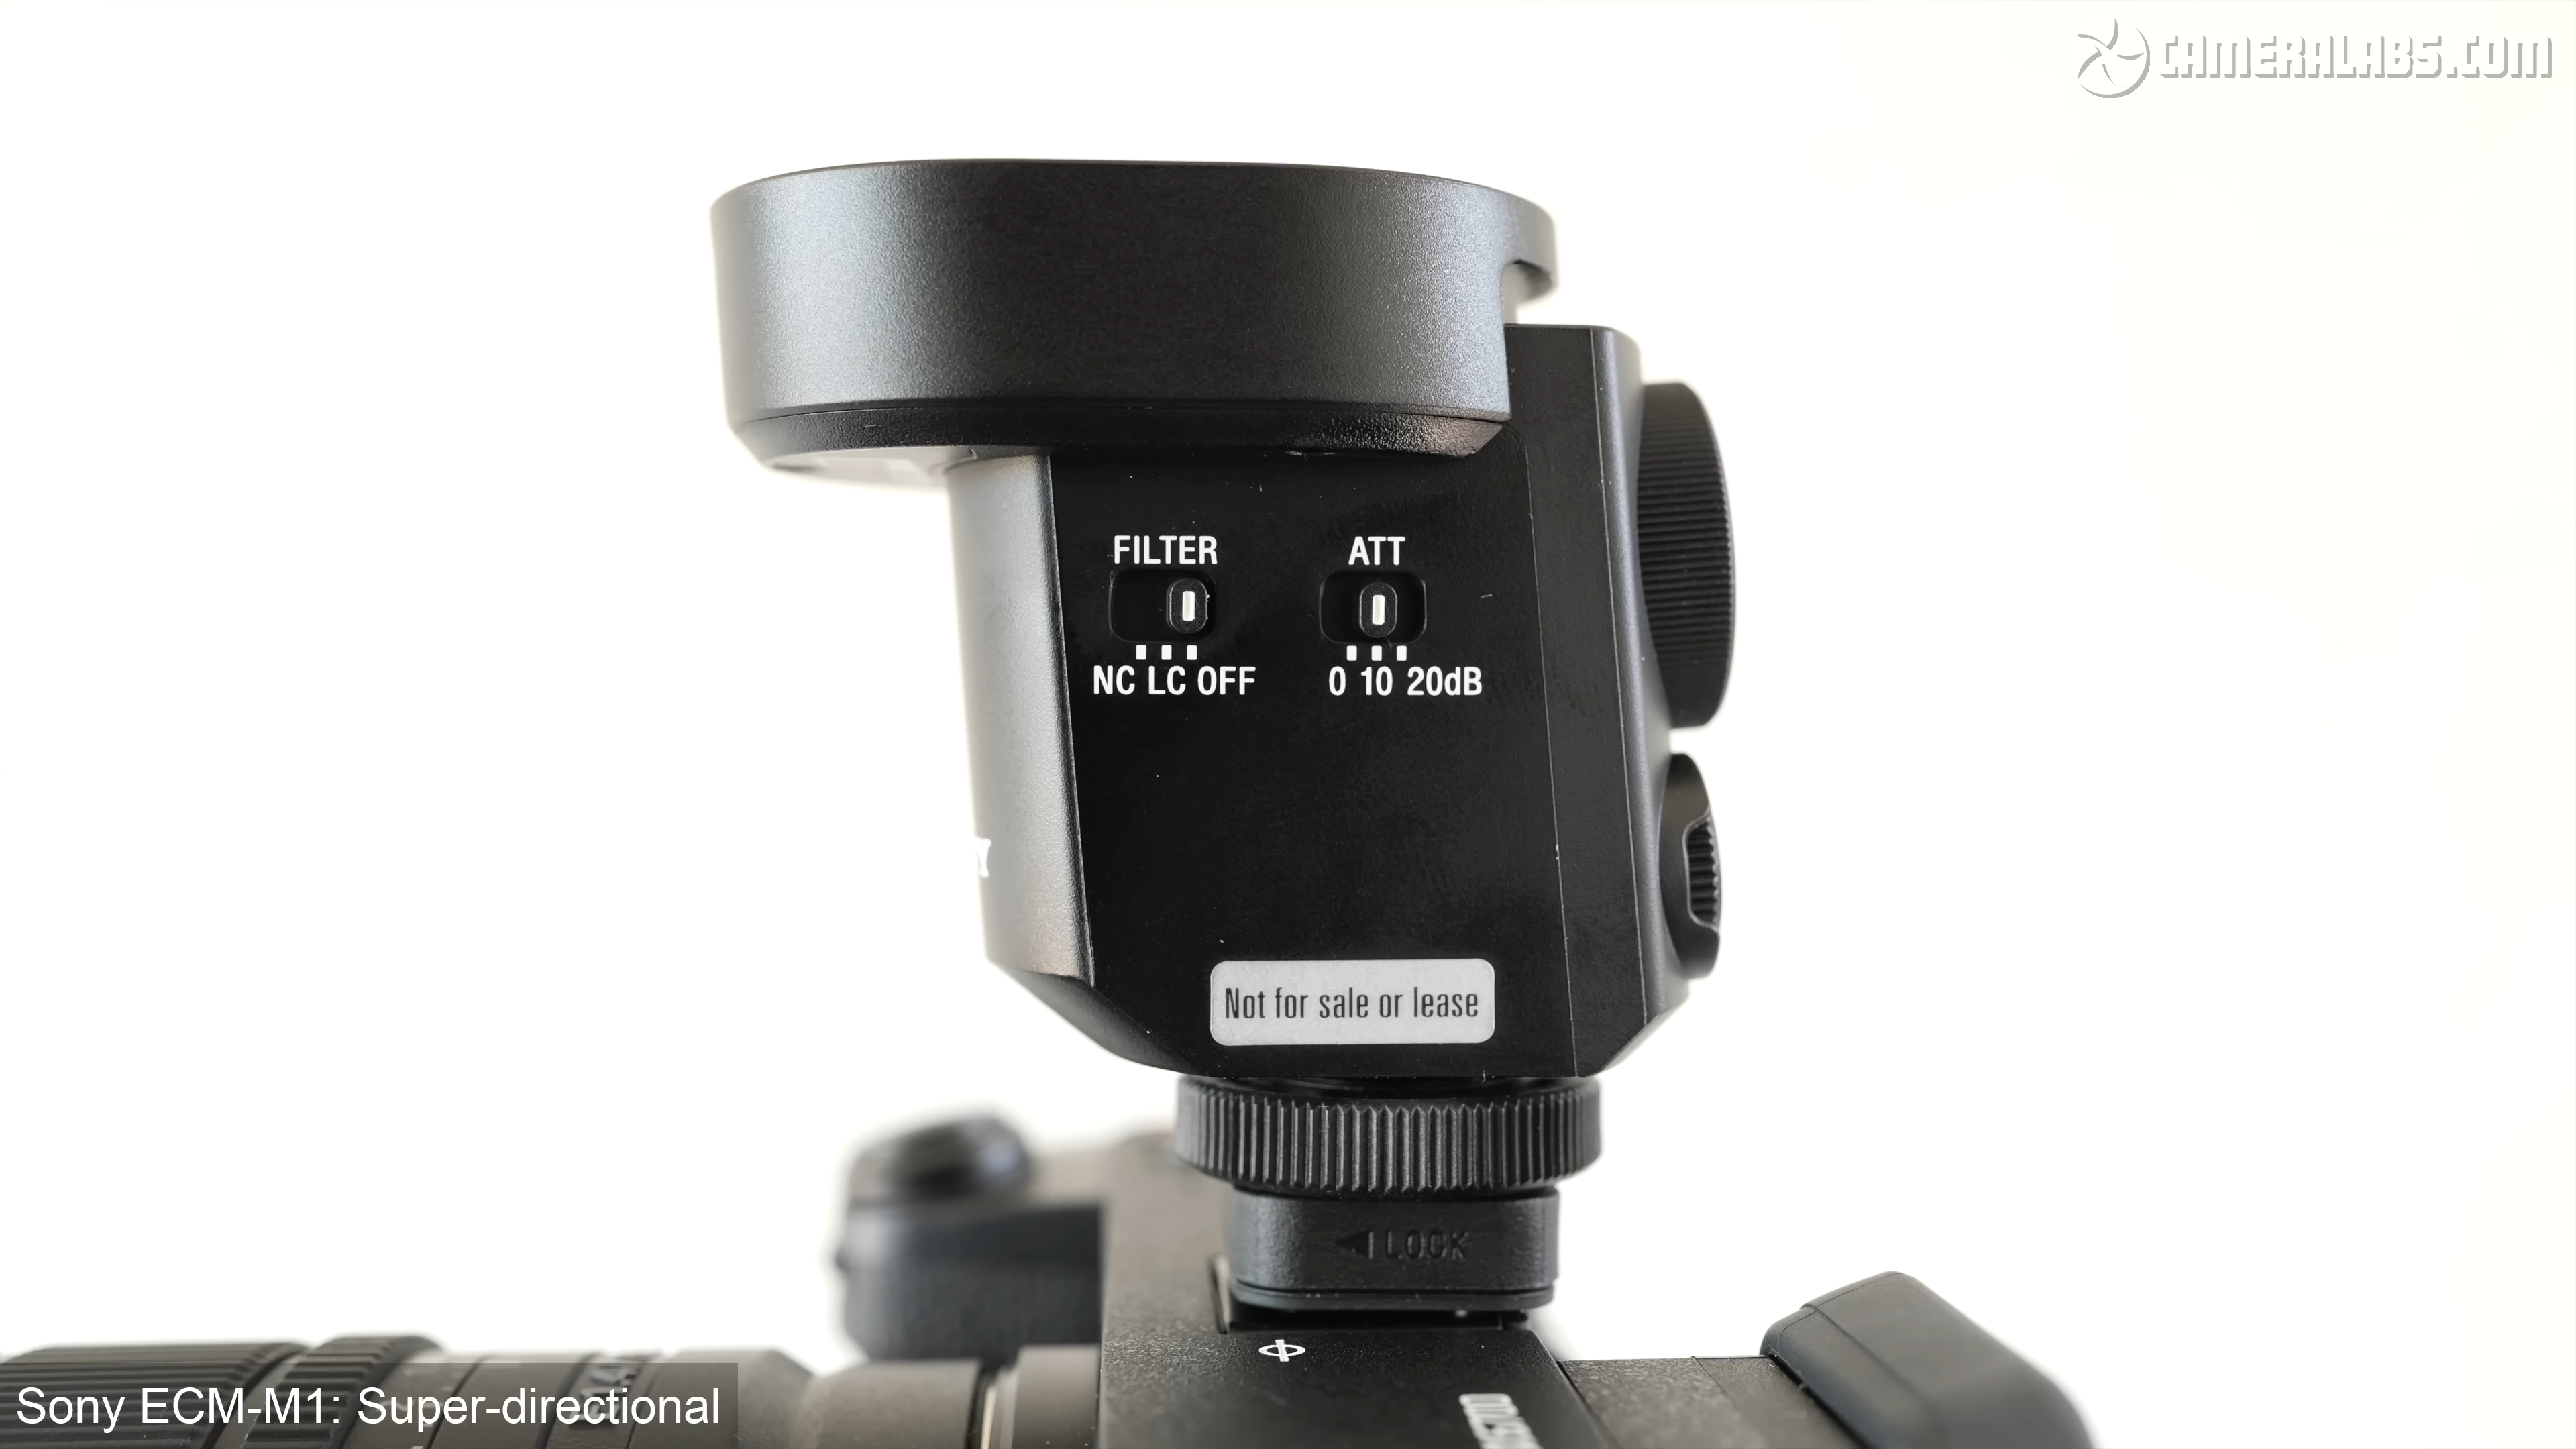 CAMERALABS.COM
FILTER ATT
NC LC OFF 0 10 20dB
Not for sale or lease
LOCK
Sony ECM-M1: Super-directional